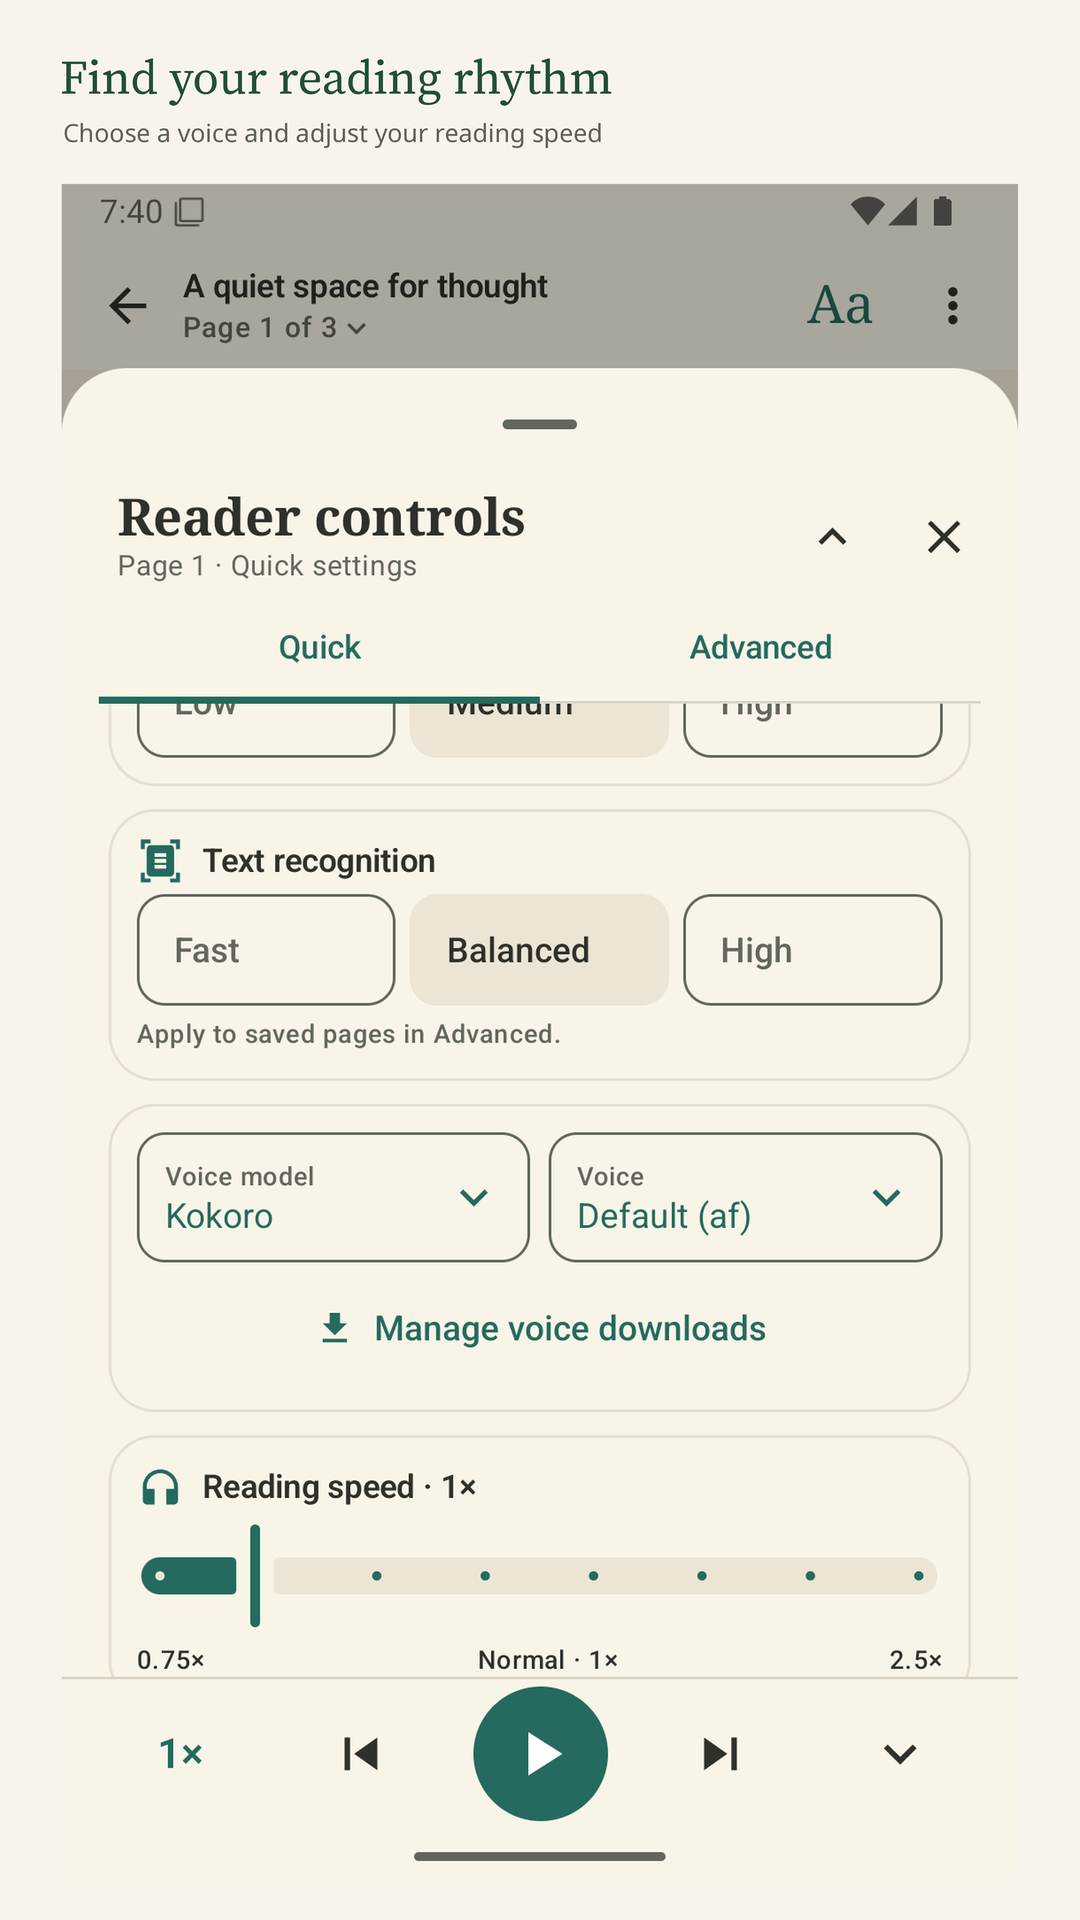 Find your reading rhythm
Choose a voice and adjust your reading speed
7:40
A quiet space for thought
Page 1 of 3
Aa
Reader controls
Page 1 · Quick settings
Quick Advanced
Low Medium High
Text recognition
Fast Balanced High
Apply to saved pages in Advanced.
Voice model Voice
Kokoro Default (af)
Manage voice downloads
Reading speed · 1×
0.75× Normal · 1× 2.5×
1×